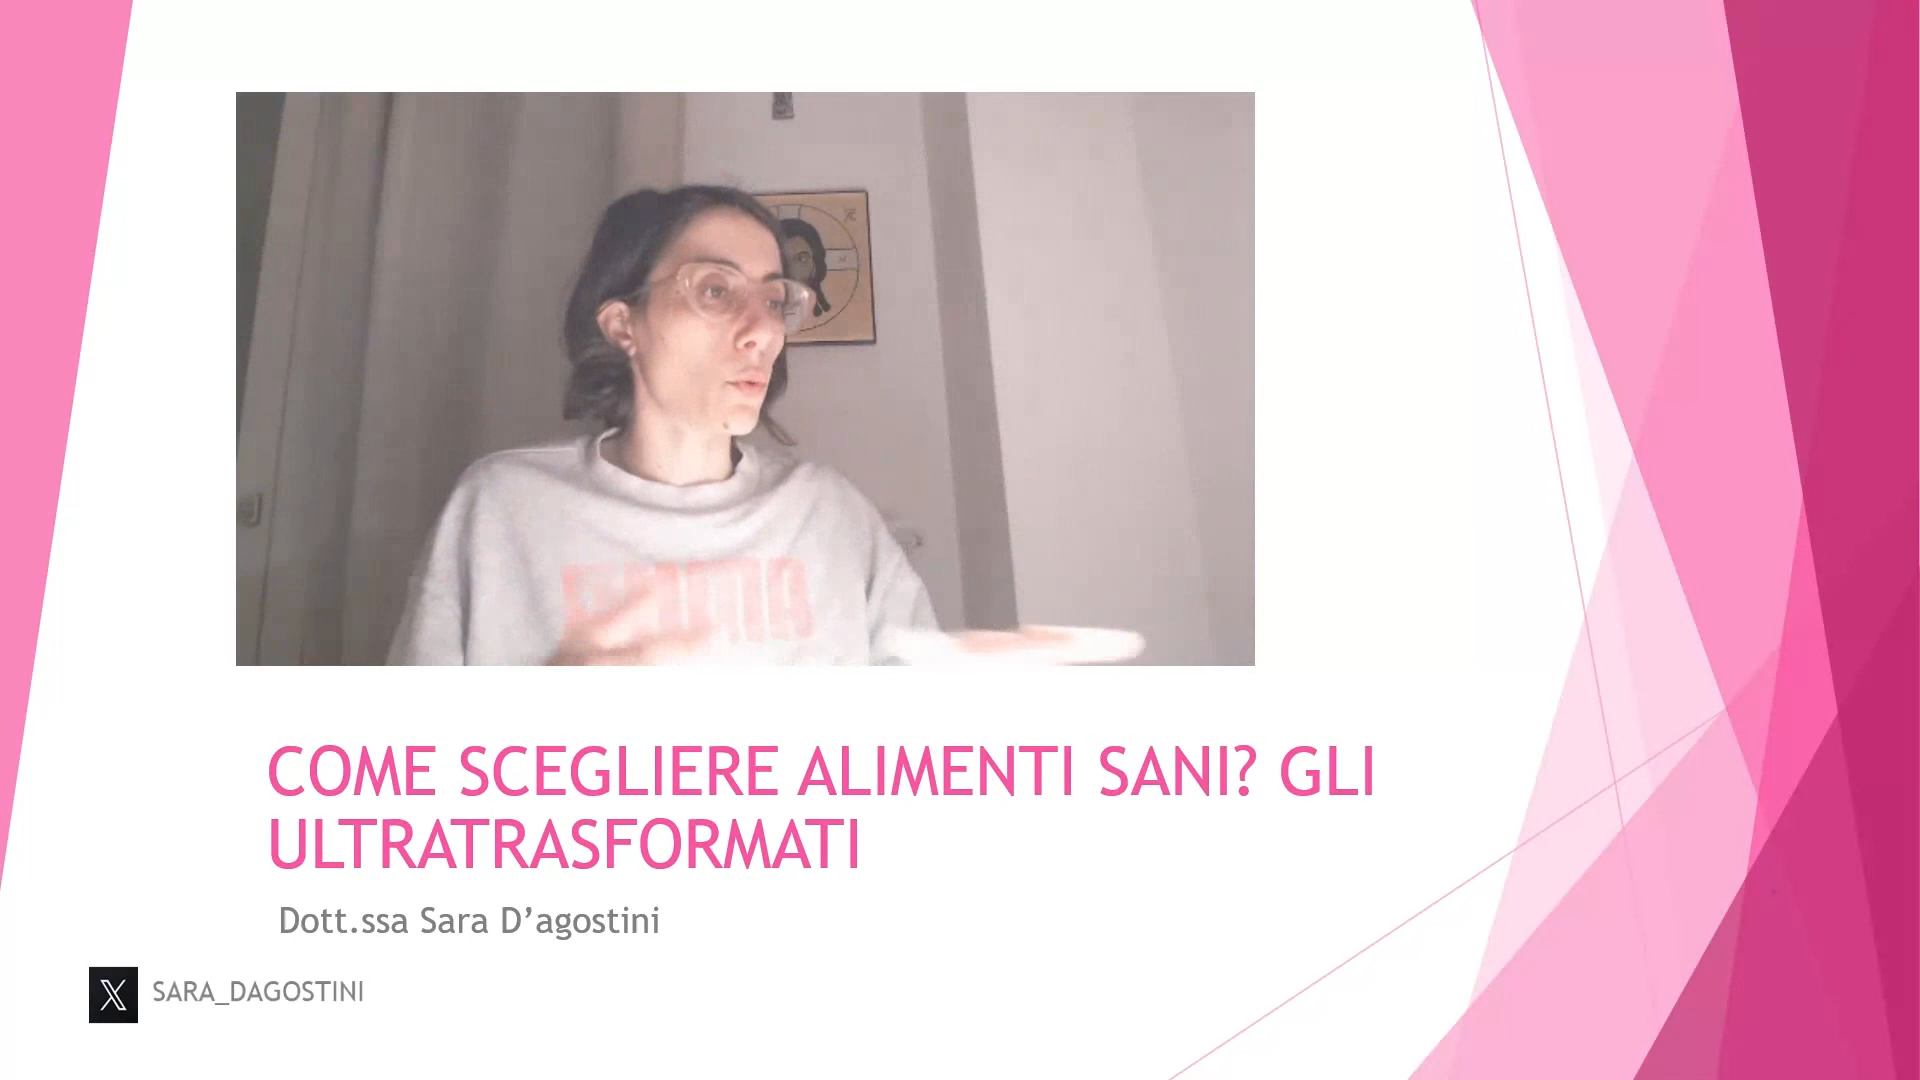 COME SCEGLIERE ALIMENTI SANI? GLI
ULTRATRASFORMATI
Dott.ssa Sara D’agostini
SARA_DAGOSTINI